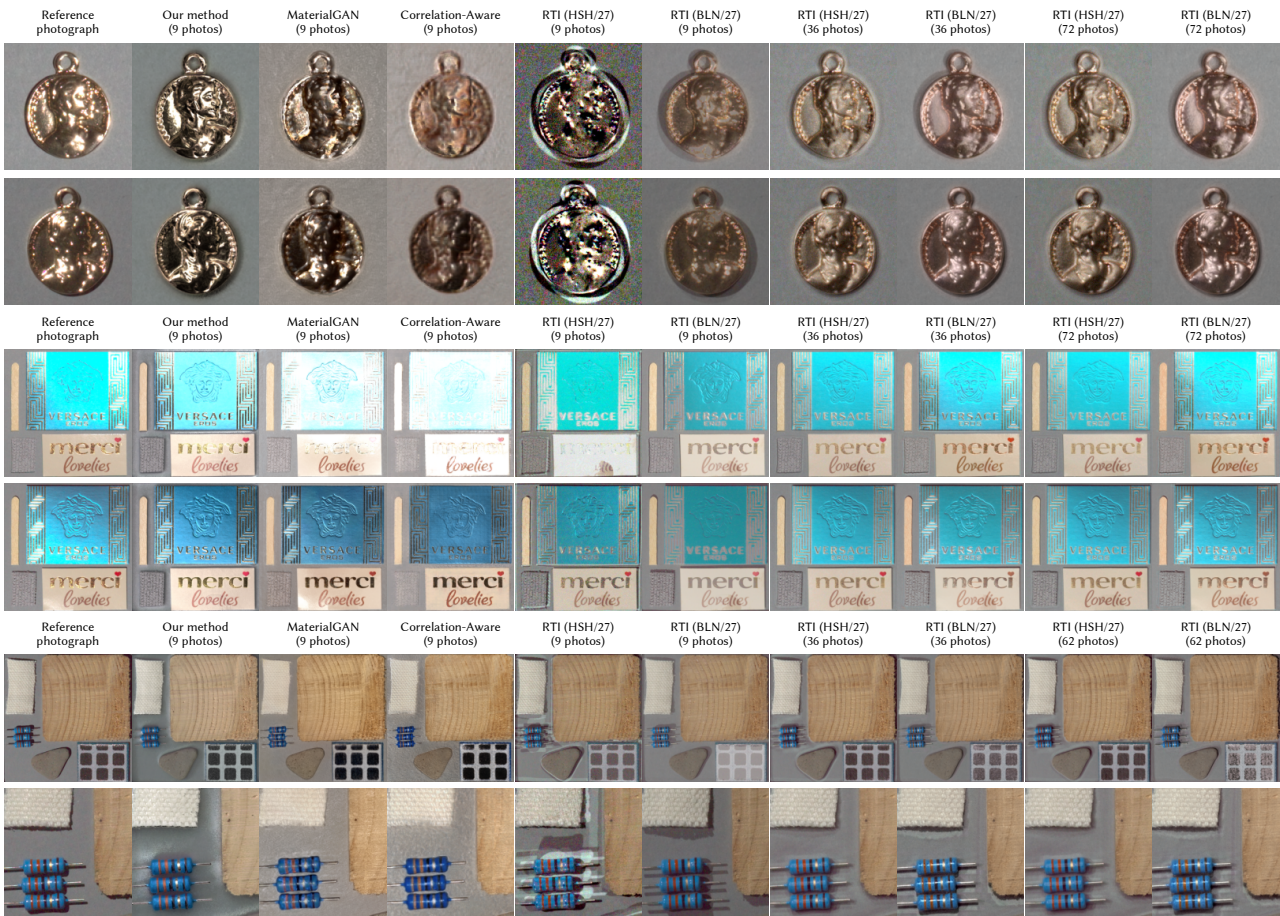 Reference photograph
Our method (9 photos)
MaterialGAN (9 photos)
Correlation-Aware (9 photos)
RTI (HSH/27) (9 photos)
RTI (BLN/27) (9 photos)
RTI (HSH/27) (36 photos)
RTI (BLN/27) (36 photos)
RTI (HSH/27) (72 photos)
RTI (BLN/27) (72 photos)
Reference photograph
Our method (9 photos)
MaterialGAN (9 photos)
Correlation-Aware (9 photos)
RTI (HSH/27) (9 photos)
RTI (BLN/27) (9 photos)
RTI (HSH/27) (36 photos)
RTI (BLN/27) (36 photos)
RTI (HSH/27) (72 photos)
RTI (BLN/27) (72 photos)
VERSACE
EROS
merci
lovelies
Reference photograph
Our method (9 photos)
MaterialGAN (9 photos)
Correlation-Aware (9 photos)
RTI (HSH/27) (9 photos)
RTI (BLN/27) (9 photos)
RTI (HSH/27) (36 photos)
RTI (BLN/27) (36 photos)
RTI (HSH/27) (62 photos)
RTI (BLN/27) (62 photos)